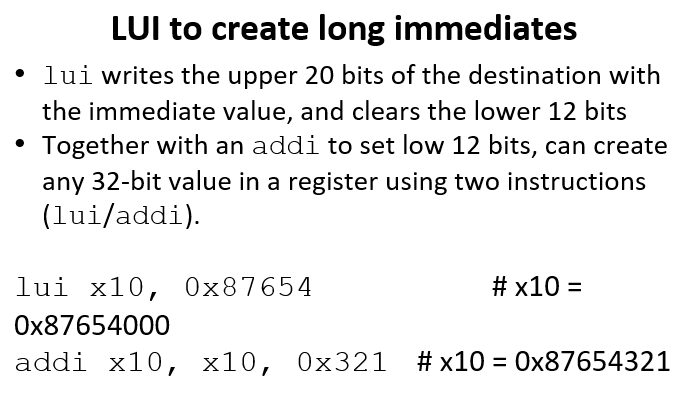 LUI to create long immediates
• lui writes the upper 20 bits of the destination with
the immediate value, and clears the lower 12 bits
• Together with an addi to set low 12 bits, can create
any 32-bit value in a register using two instructions
(lui/addi).
lui x10, 0x87654 # x10 =
0x87654000
addi x10, x10, 0x321 # x10 = 0x87654321